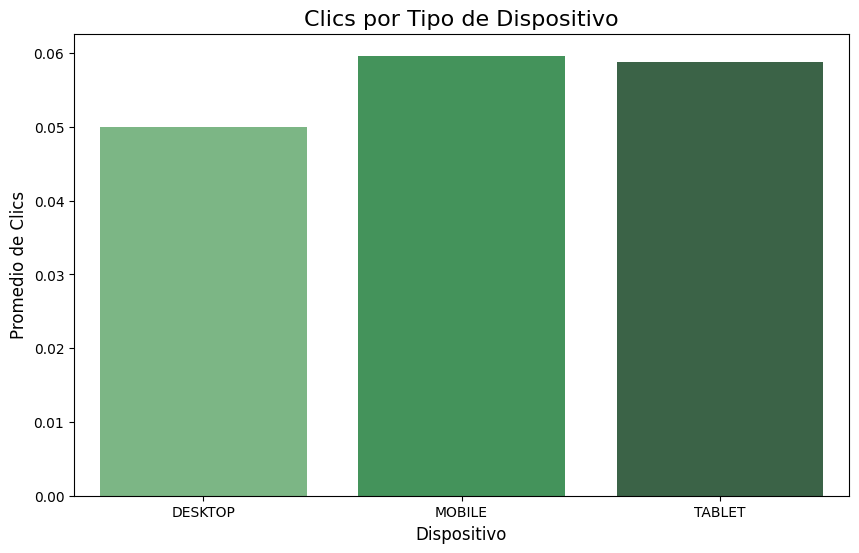 Clics por Tipo de Dispositivo
Promedio de Clics
0.06
0.05
0.04
0.03
0.02
0.01
0.00
DESKTOP
MOBILE
TABLET
Dispositivo